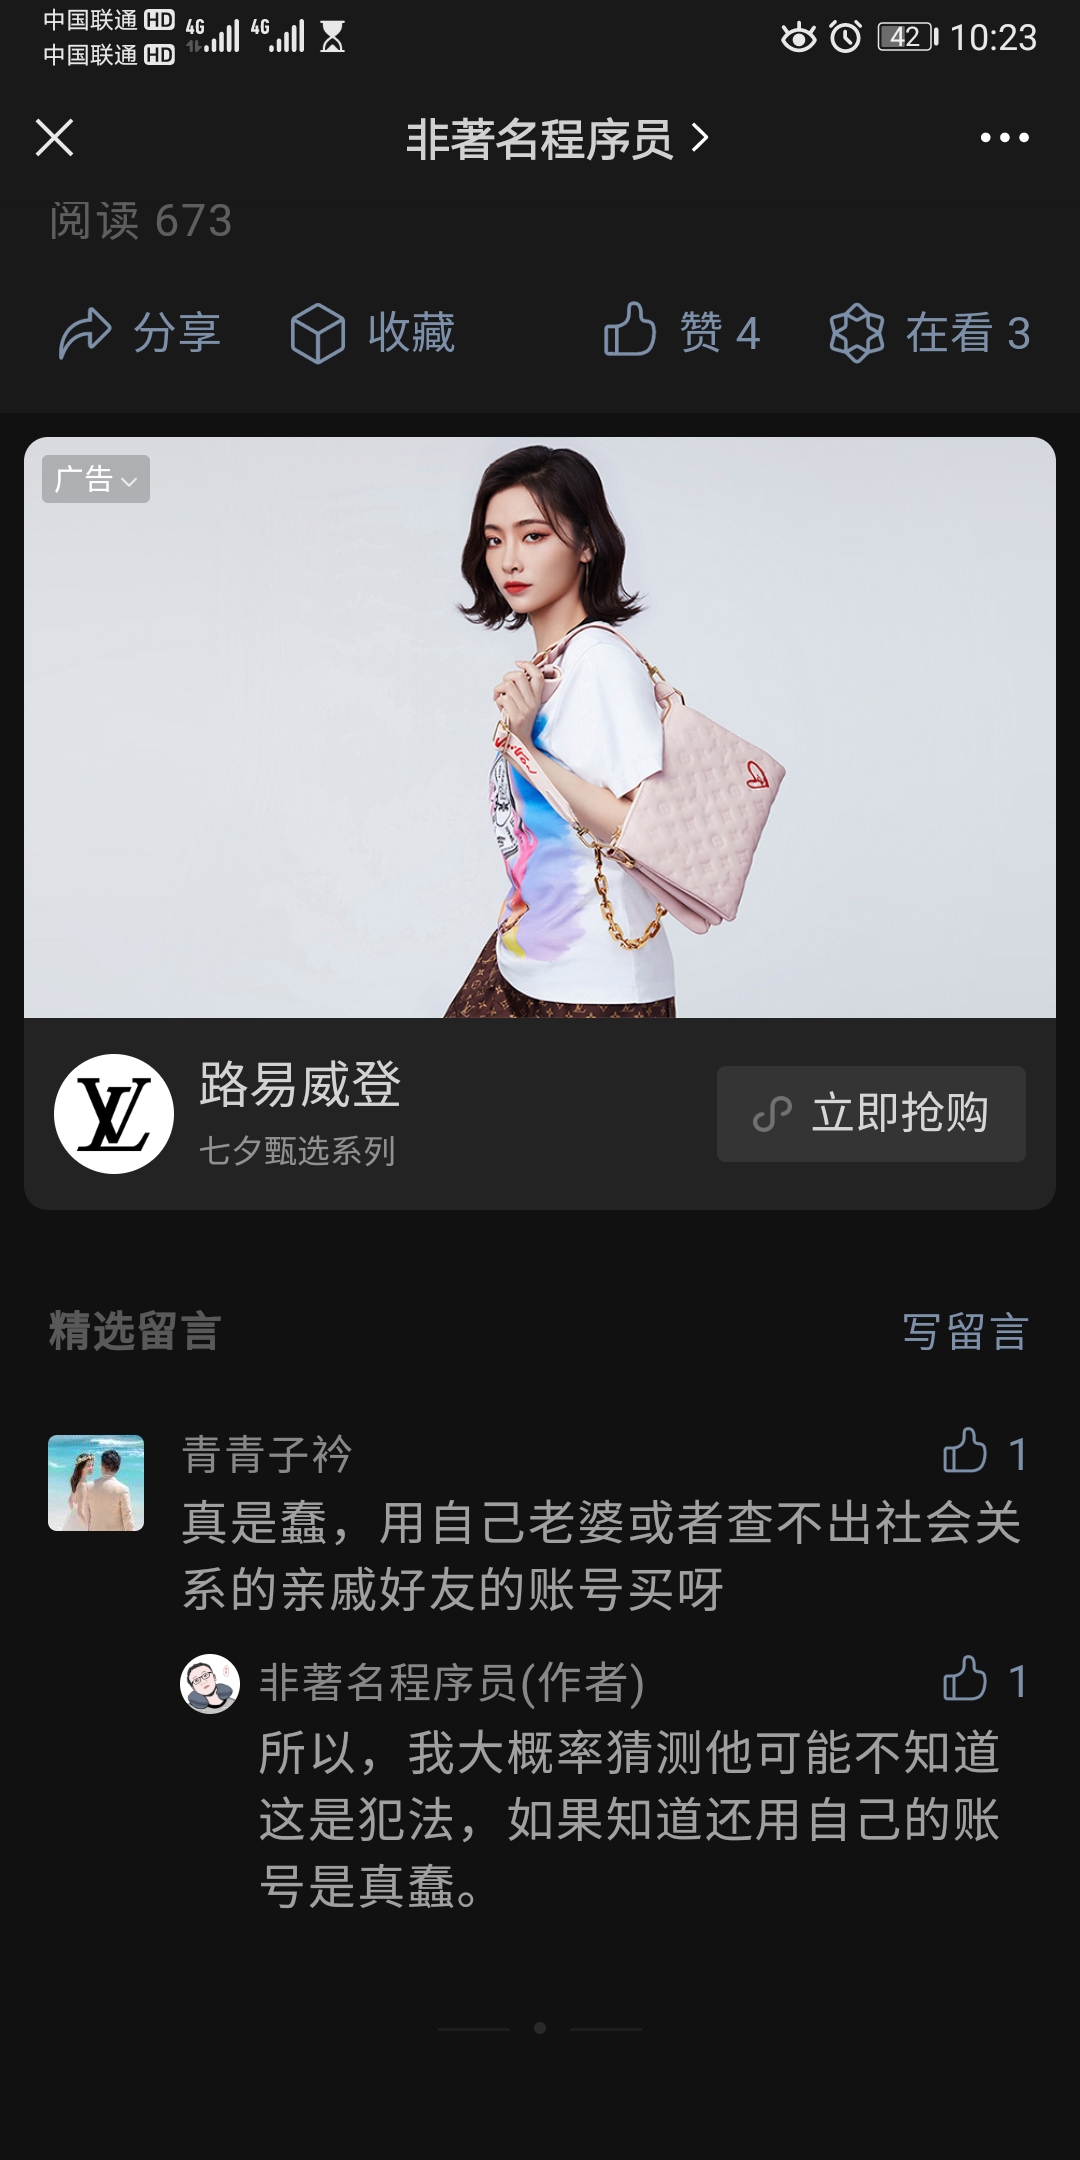 中国联通 HD 4G 4G 42 10:23
中国联通 HD
非著名程序员
阅读 673
分享 收藏 赞 4 在看 3
广告
Vuitton
LV
路易威登
七夕甄选系列
立即抢购
精选留言 写留言
青青子衿 1
真是蠢，用自己老婆或者查不出社会关
系的亲戚好友的账号买呀
非著名程序员(作者) 1
所以，我大概率猜测他可能不知道
这是犯法，如果知道还用自己的账
号是真蠢。